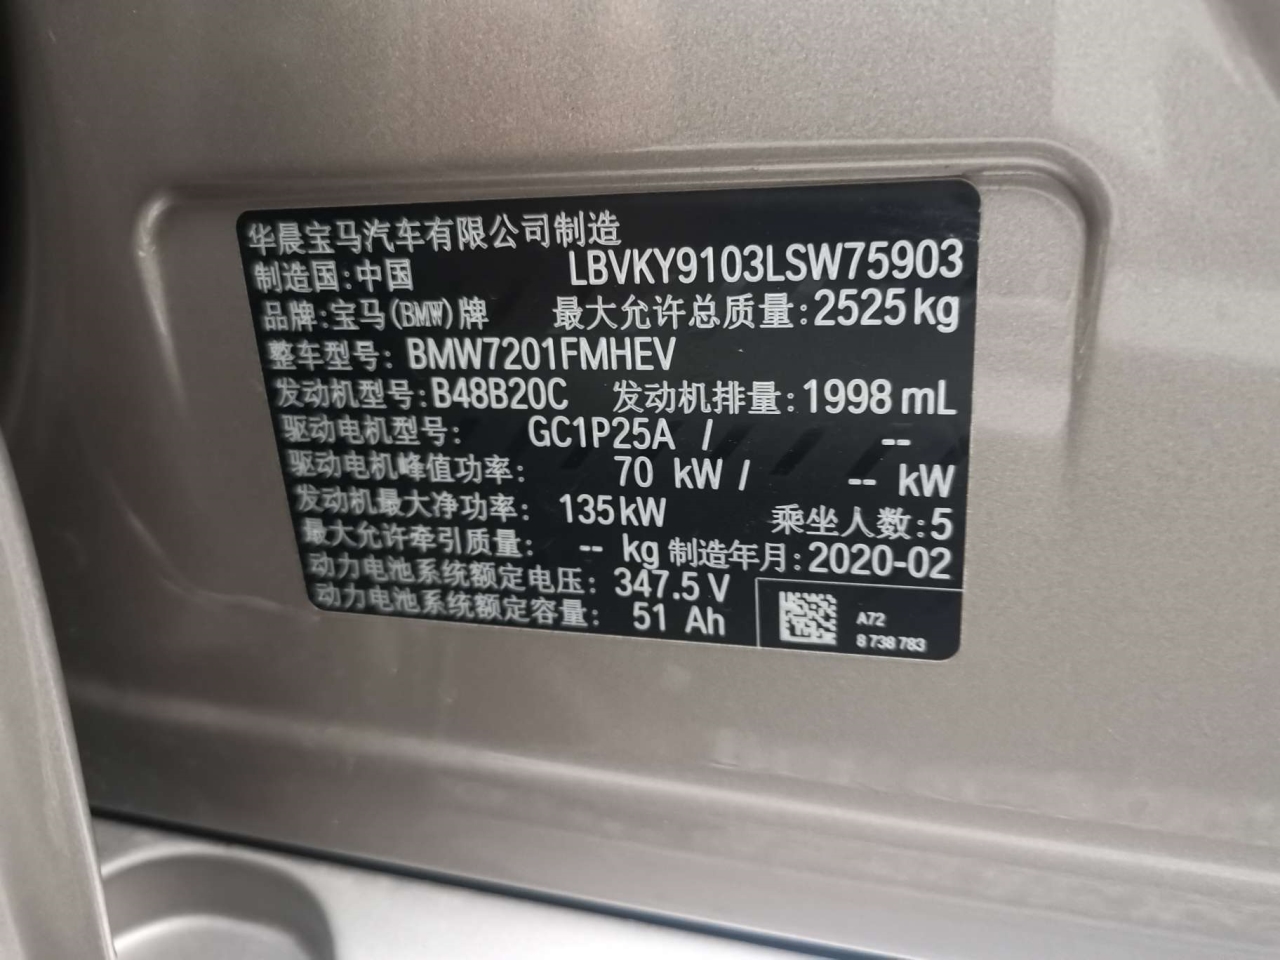 华晨宝马汽车有限公司制造
制造国:中国 LBVKY9103LSW75903
品牌:宝马(BMW)牌 最大允许总质量:2525kg
整车型号: BMW7201FMHEV
发动机型号:B48B20C 发动机排量:1998 mL
驱动电机型号: GC1P25A / --
驱动电机峰值功率: 70 kW / -- kW
发动机最大净功率: 135kW 乘坐人数:5
最大允许牵引质量: -- kg 制造年月:2020-02
动力电池系统额定电压: 347.5 V
动力电池系统额定容量: 51 Ah
A72
8 738 783